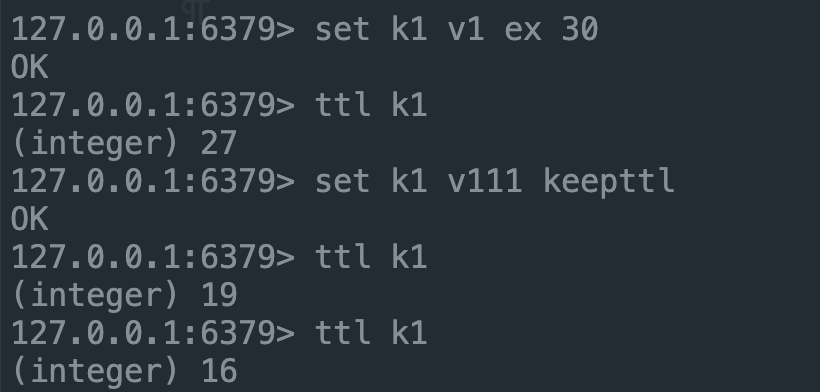 127.0.0.1:6379> set k1 v1 ex 30
OK
127.0.0.1:6379> ttl k1
(integer) 27
127.0.0.1:6379> set k1 v111 keepttl
OK
127.0.0.1:6379> ttl k1
(integer) 19
127.0.0.1:6379> ttl k1
(integer) 16